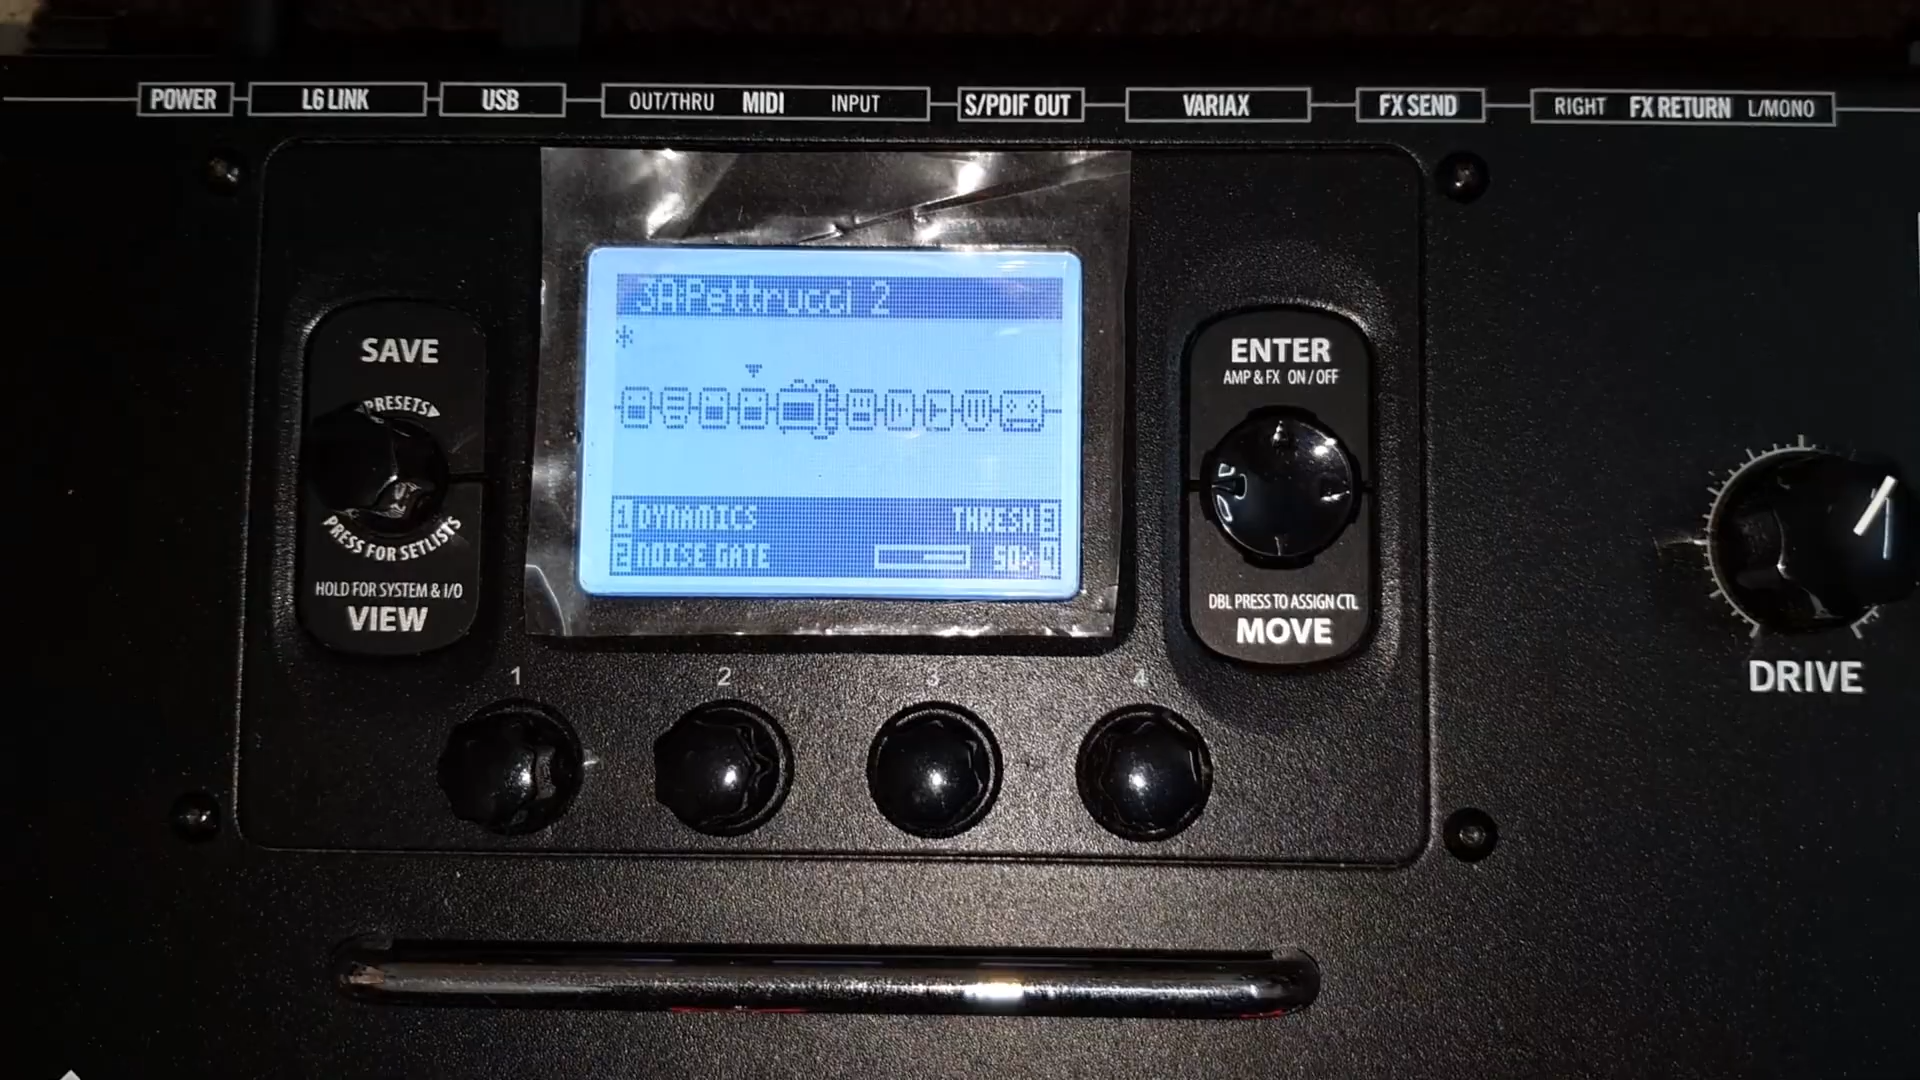 POWER L6 LINK USB OUT/THRU MIDI INPUT S/PDIF OUT VARIAX FX SEND RIGHT FX RETURN L/MONO
3A:Pettrucci 2
*
1 DYNAMICS THRESH 3
2 NOISE GATE 50% 4
SAVE
PRESETS
PRESS FOR SETLISTS
HOLD FOR SYSTEM & I/O
VIEW
ENTER
AMP & FX ON / OFF
DBL PRESS TO ASSIGN CTL
MOVE
DRIVE
1 2 3 4